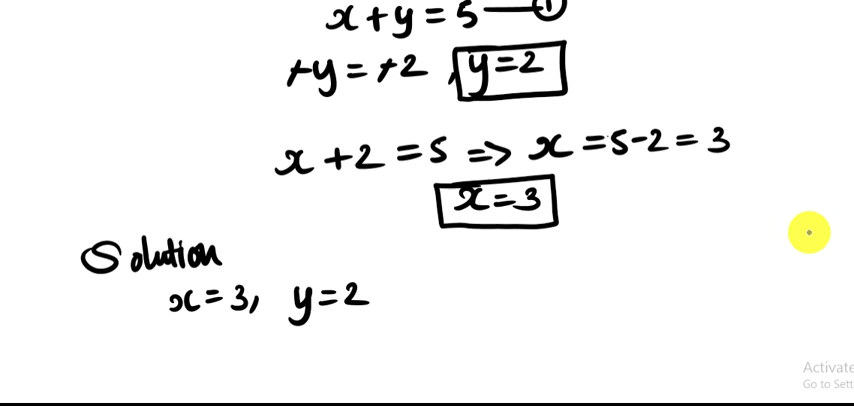 x+y=5 — ①
+y=+2, y=2
x+2=5 => x=5-2=3
x=3
Solution
x=3, y=2
Activate
Go to Sett